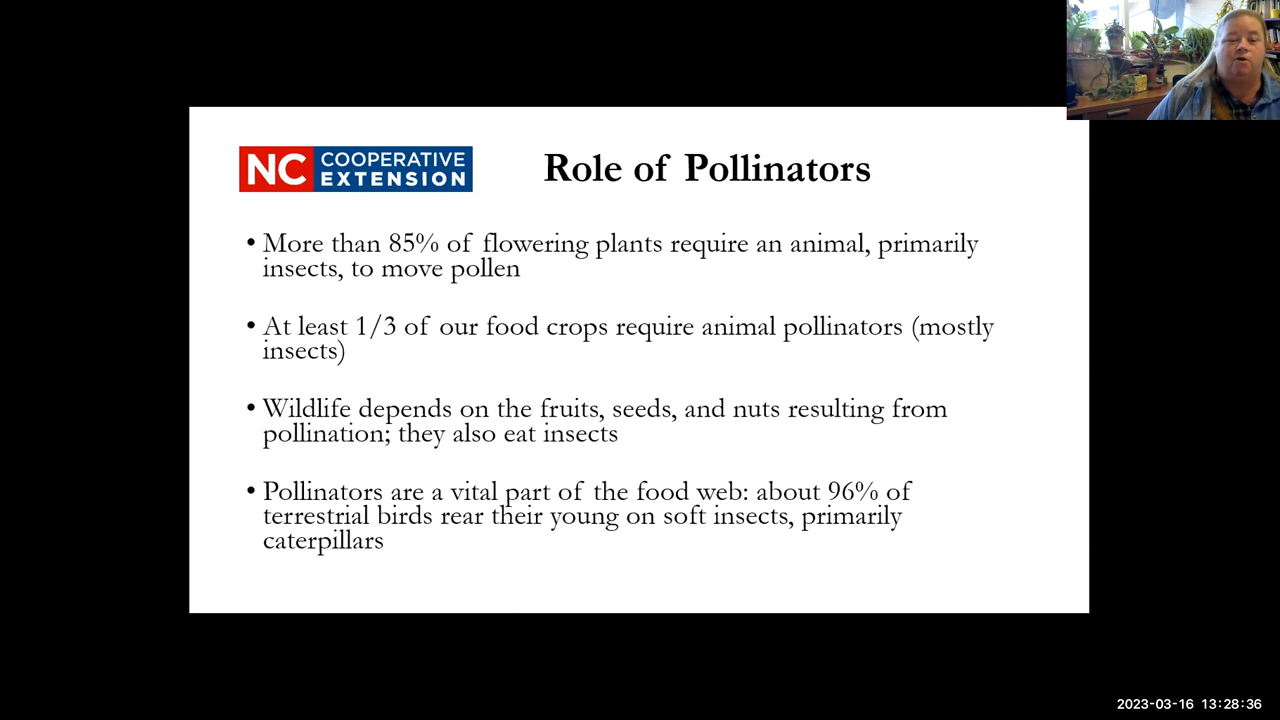 NC COOPERATIVE
EXTENSION
Role of Pollinators
• More than 85% of flowering plants require an animal, primarily
insects, to move pollen
• At least 1/3 of our food crops require animal pollinators (mostly
insects)
• Wildlife depends on the fruits, seeds, and nuts resulting from
pollination; they also eat insects
• Pollinators are a vital part of the food web: about 96% of
terrestrial birds rear their young on soft insects, primarily
caterpillars
2023-03-16 13:28:36